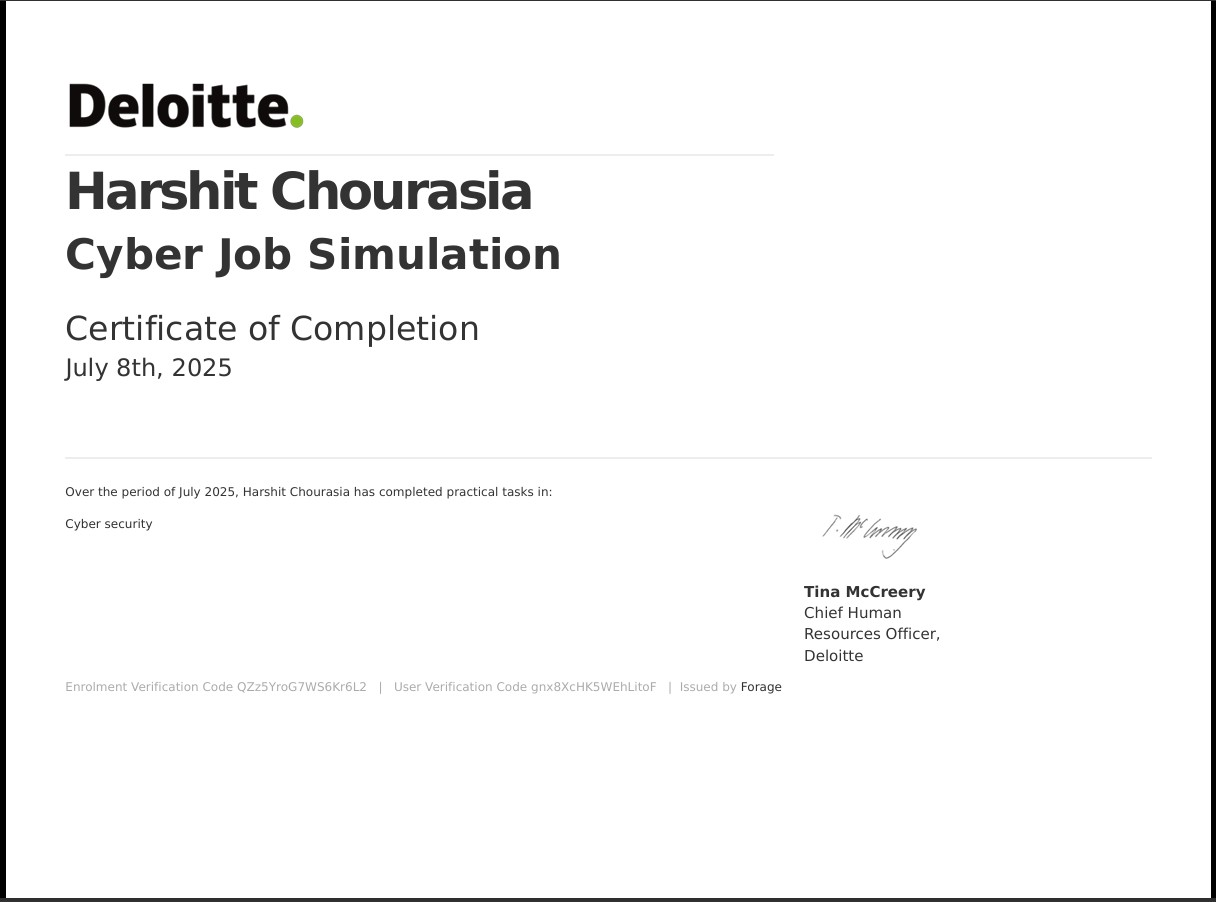 Deloitte.
Harshit Chourasia
Cyber Job Simulation
Certificate of Completion
July 8th, 2025
Over the period of July 2025, Harshit Chourasia has completed practical tasks in:
Cyber security
T. McCreery
Tina McCreery
Chief Human
Resources Officer,
Deloitte
Enrolment Verification Code QZz5YroG7WS6Kr6L2 | User Verification Code gnx8XcHK5WEhLitoF | Issued by Forage